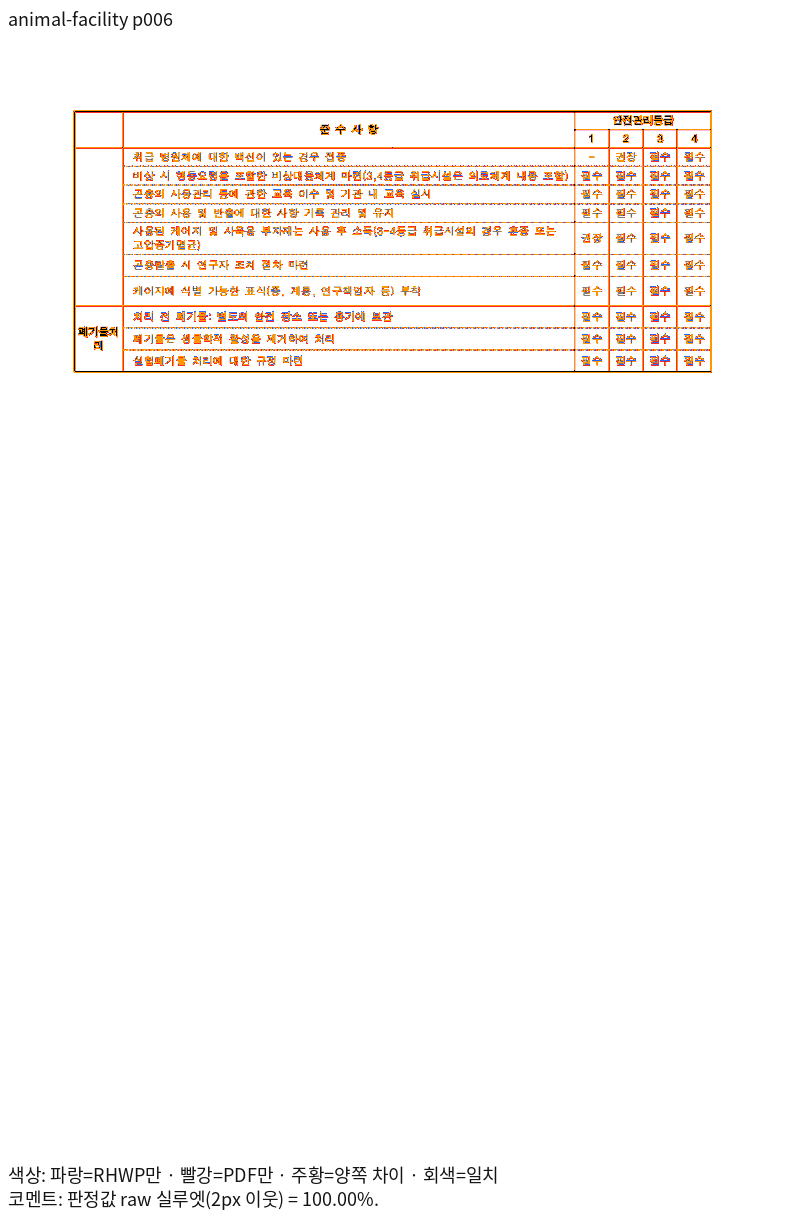 animal-facility p006
준 수 사 항
안전관리등급
1 2 3 4
취급 병원체에 대한 백신이 있는 경우 접종 - 권장 필수 필수
비상 시 행동요령을 포함한 비상대응체계 마련(3,4등급 취급시설은 의료체계 내용 포함) 필수 필수 필수 필수
곤충의 사용관리 등에 관한 교육 이수 및 기관 내 교육 실시 필수 필수 필수 필수
곤충의 사용 및 반출에 대한 사항 기록 관리 및 유지 필수 필수 필수 필수
사용된 케이지 및 사육용 부자재는 사용 후 소독(3-4등급 취급시설의 경우 훈증 또는
고압증기멸균) 권장 필수 필수 필수
곤충탈출 시 연구자 조치 절차 마련 필수 필수 필수 필수
케이지에 식별 가능한 표식(종, 계통, 연구책임자 등) 부착 필수 필수 필수 필수
폐기물처
리
처리 전 폐기물: 별도의 안전 장소 또는 용기에 보관 필수 필수 필수 필수
폐기물은 생물학적 활성을 제거하여 처리 필수 필수 필수 필수
실험폐기물 처리에 대한 규정 마련 필수 필수 필수 필수
색상: 파랑=RHWP만 · 빨강=PDF만 · 주황=양쪽 차이 · 회색=일치
코멘트: 판정값 raw 실루엣(2px 이웃) = 100.00%.